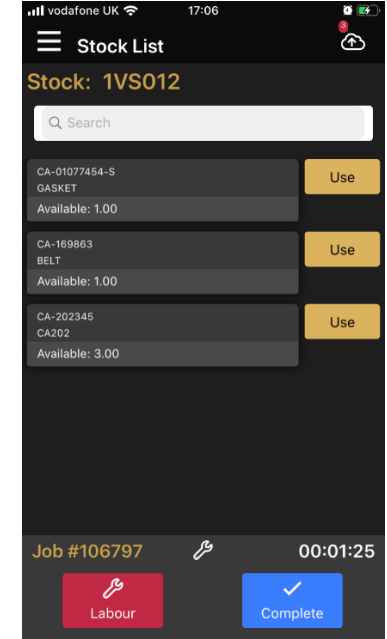 vodafone UK 17:06
3
Stock List
Stock: 1VS012
Search
CA-01077454-S
GASKET
Use
Available: 1.00
CA-169863
BELT
Use
Available: 1.00
CA-202345
CA202
Use
Available: 3.00
Job #106797 00:01:25
Labour Complete